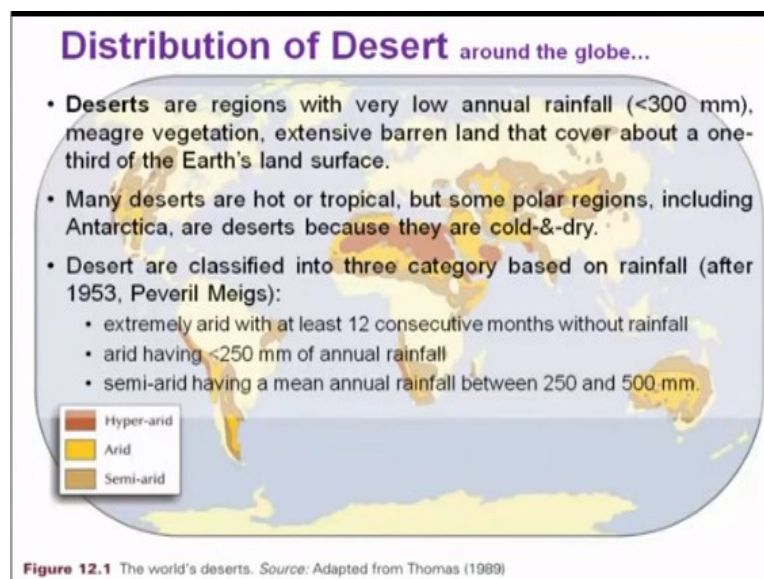 Distribution of Desert around the globe...
• Deserts are regions with very low annual rainfall (<300 mm),
meagre vegetation, extensive barren land that cover about a one-
third of the Earth's land surface.
• Many deserts are hot or tropical, but some polar regions, including
Antarctica, are deserts because they are cold-&-dry.
• Desert are classified into three category based on rainfall (after
1953, Peveril Meigs):
• extremely arid with at least 12 consecutive months without rainfall
• arid having <250 mm of annual rainfall
• semi-arid having a mean annual rainfall between 250 and 500 mm.
Hyper-arid
Arid
Semi-arid
Figure 12.1 The world's deserts. Source: Adapted from Thomas (1989)